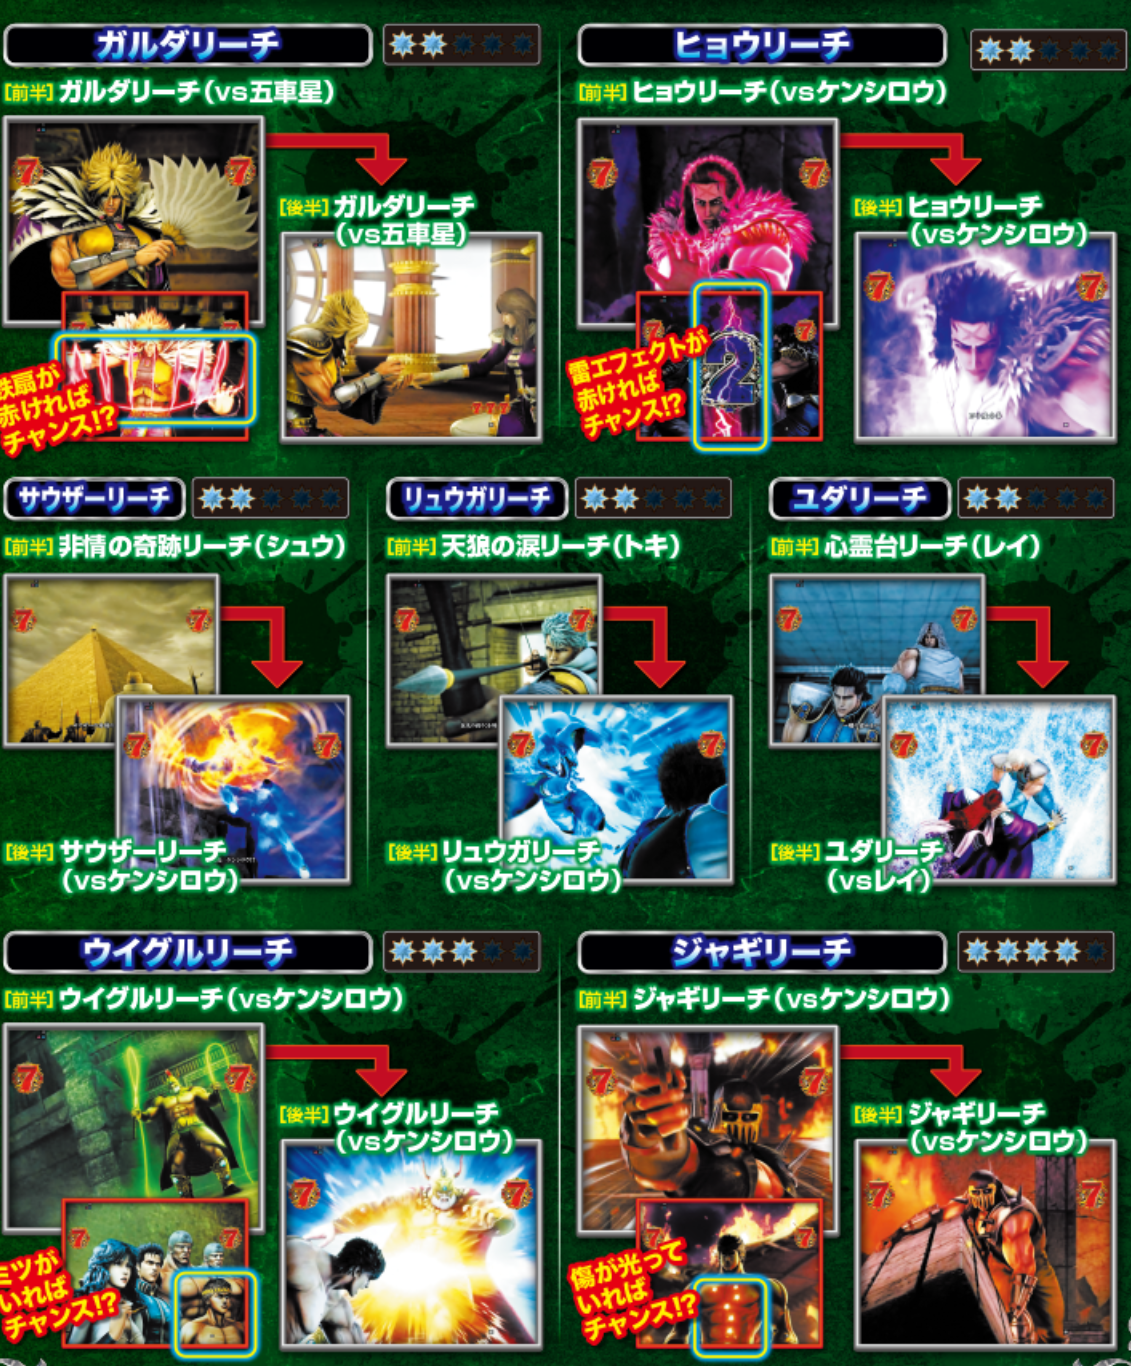 ガルダリーチ
[前半]ガルダリーチ(vs五車星)
[後半]ガルダリーチ
(vs五車星)
鉄扇が
赤ければ
チャンス!?
ヒョウリーチ
[前半]ヒョウリーチ(vsケンシロウ)
[後半]ヒョウリーチ
(vsケンシロウ)
雷エフェクトが
赤ければ
チャンス!?
サウザーリーチ
[前半]非情の奇跡リーチ(シュウ)
[後半]サウザーリーチ
(vsケンシロウ)
リュウガリーチ
[前半]天狼の涙リーチ(トキ)
[後半]リュウガリーチ
(vsケンシロウ)
ユダリーチ
[前半]心霊台リーチ(レイ)
[後半]ユダリーチ
(vsレイ)
ウイグルリーチ
[前半]ウイグルリーチ(vsケンシロウ)
[後半]ウイグルリーチ
(vsケンシロウ)
ミツが
いれば
チャンス!?
ジャギリーチ
[前半]ジャギリーチ(vsケンシロウ)
[後半]ジャギリーチ
(vsケンシロウ)
傷が光って
いれば
チャンス!?